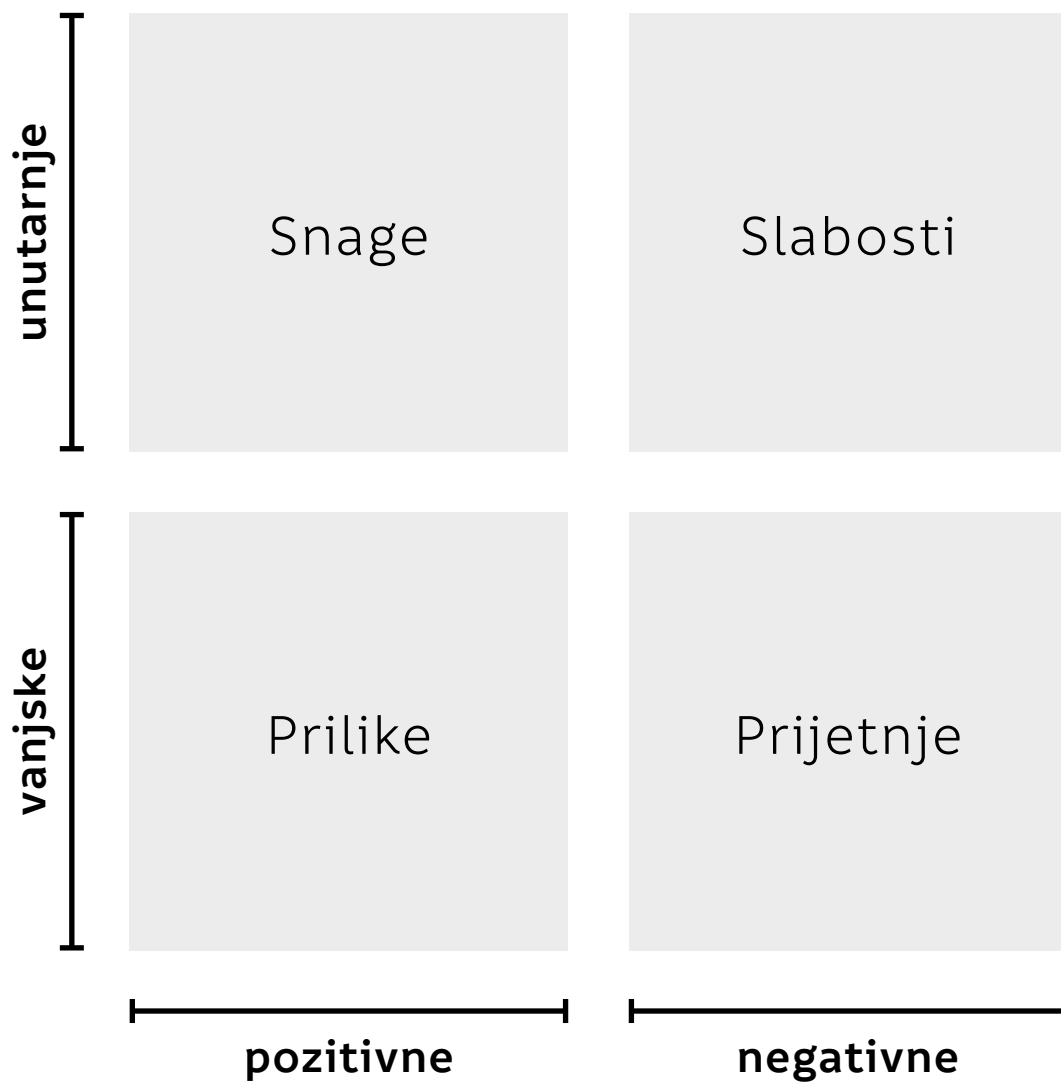 unutarnje
Snage
Slabosti
vanjske
Prilike
Prijetnje
pozitivne
negativne